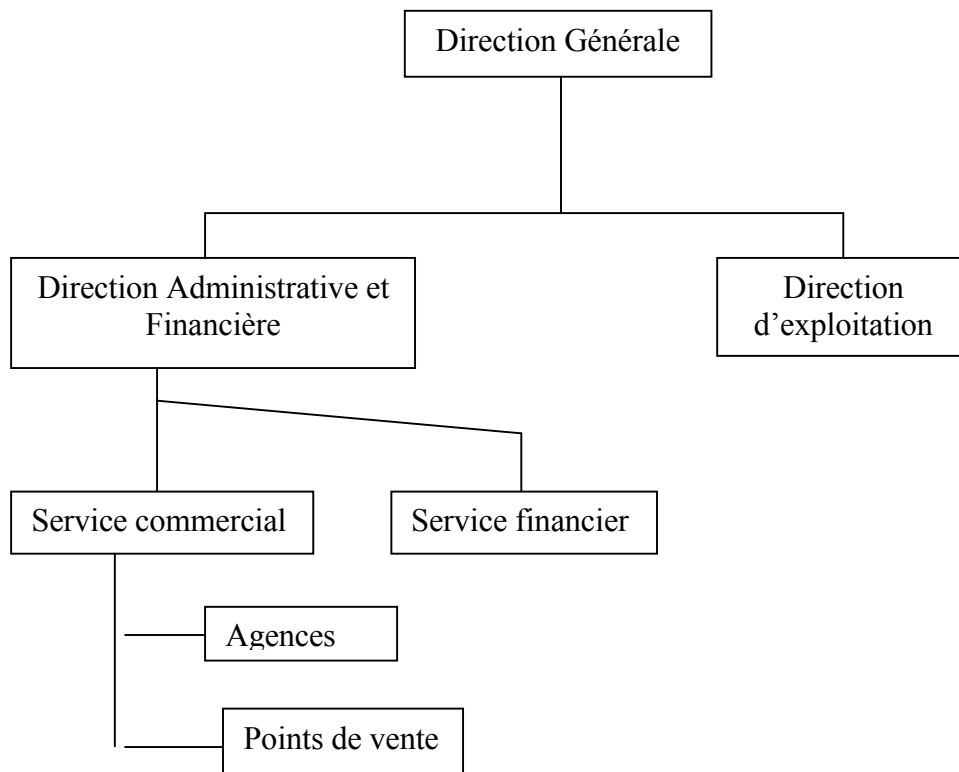 Direction Générale
Direction Administrative et
Financière
Direction
d’exploitation
Service commercial
Service financier
Agences
Points de vente